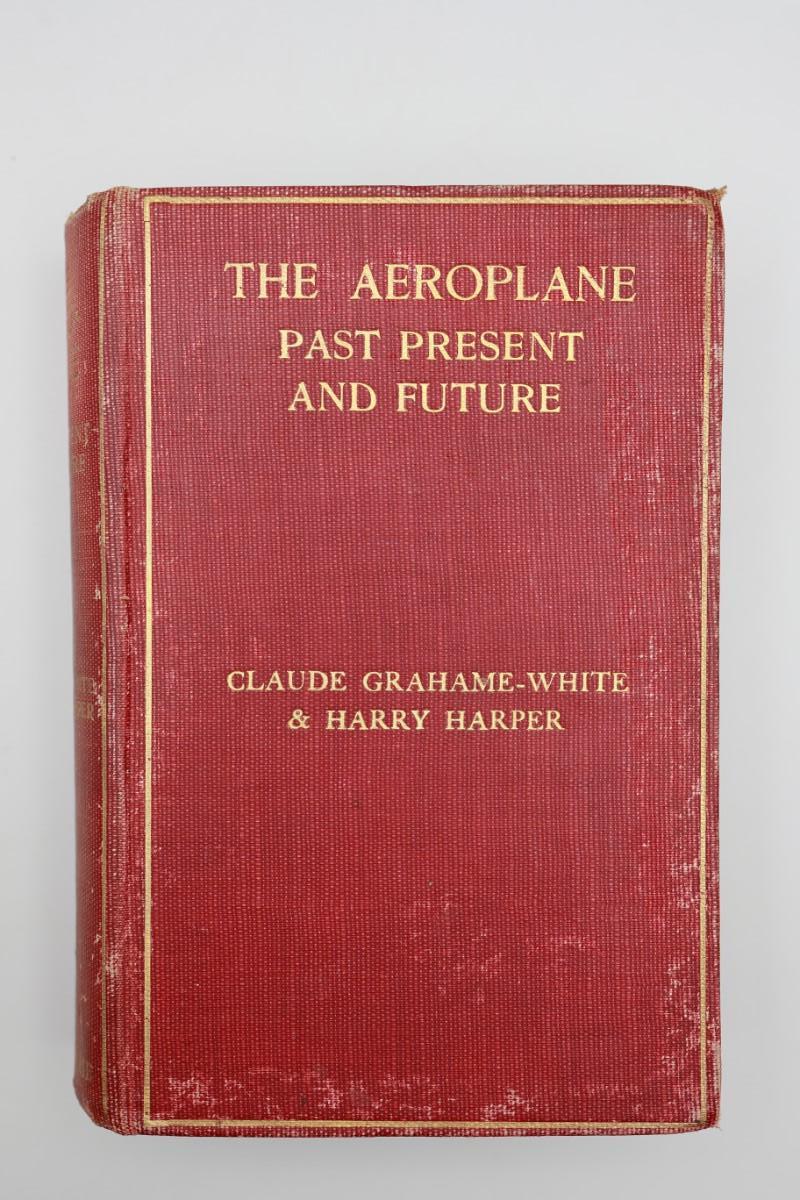 THE AEROPLANE
PAST PRESENT
AND FUTURE
CLAUDE GRAHAME-WHITE
& HARRY HARPER